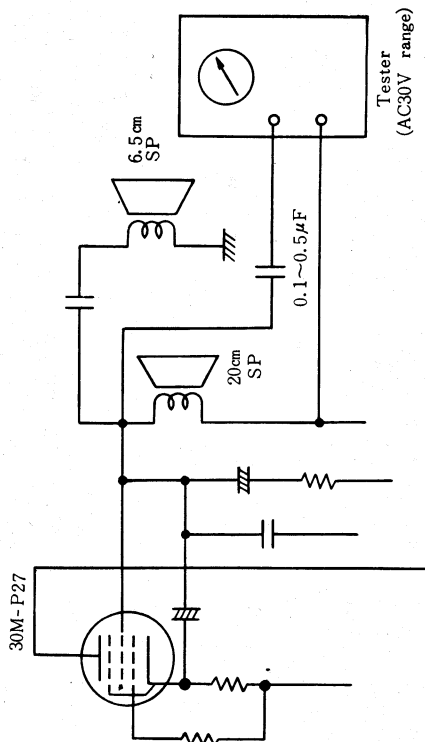 30M-P27
6.5cm
SP
20cm
SP
0.1~0.5μF
Tester
(AC30V range)